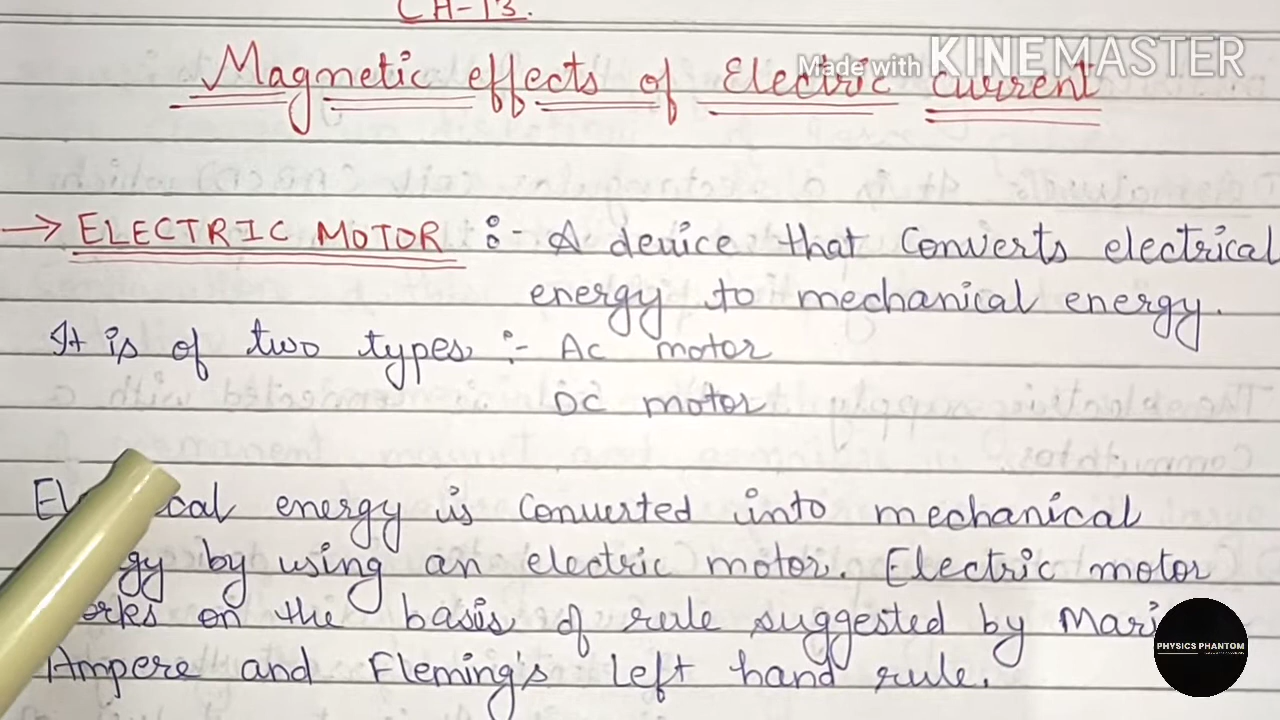 CH-13.
Magnetic effects of Electric current
Made with KINEMASTER
→ ELECTRIC MOTOR :- A device that converts electrical
energy to mechanical energy.
It is of two types :- AC motor
DC motor
cal energy is converted into mechanical
gy by using an electric motor. Electric motor
orks on the basis of rule suggested by Mari
Ampere and Fleming's left hand rule.
PHYSICS PHANTOM